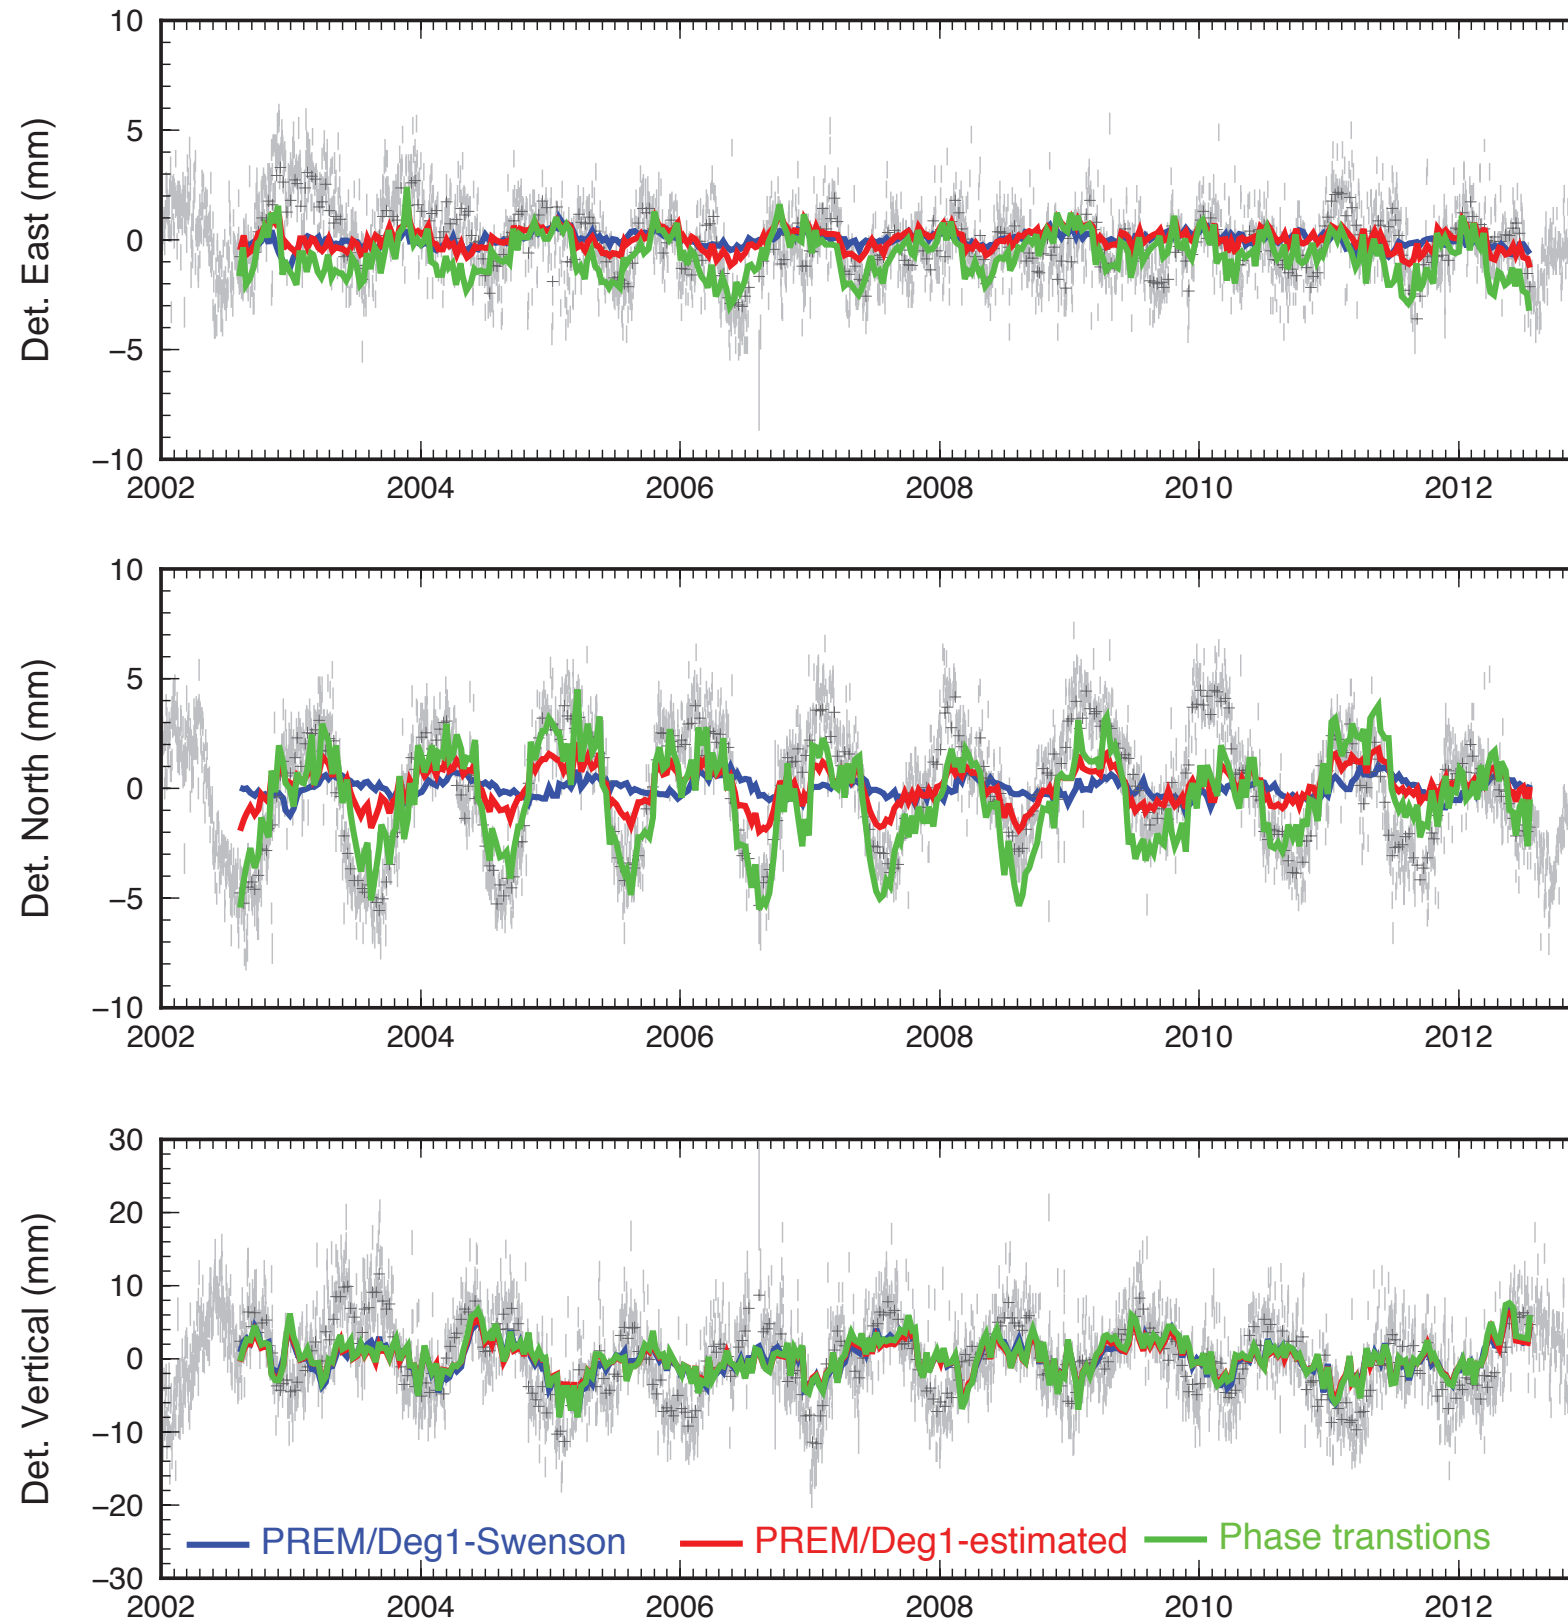 10
5
0
−5
−10
Det. East (mm)
2002 2004 2006 2008 2010 2012
10
5
0
−5
−10
Det. North (mm)
2002 2004 2006 2008 2010 2012
30
20
10
0
−10
−20
−30
Det. Vertical (mm)
PREM/Deg1-Swenson PREM/Deg1-estimated Phase transtions
2002 2004 2006 2008 2010 2012